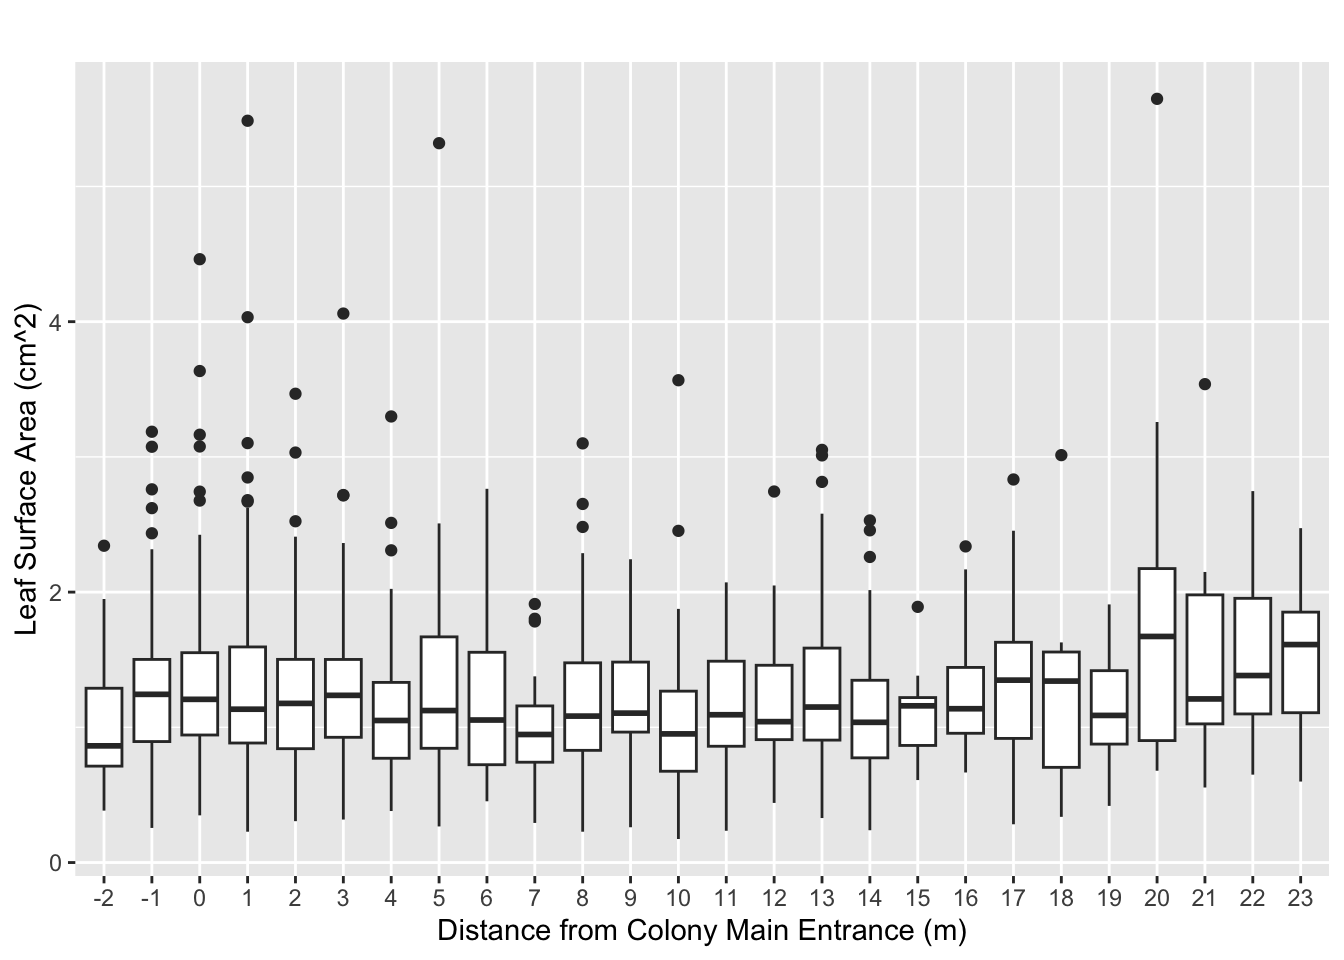 Leaf Surface Area (cm^2)
4
2
0
-2 -1 0 1 2 3 4 5 6 7 8 9 10 11 12 13 14 15 16 17 18 19 20 21 22 23
Distance from Colony Main Entrance (m)